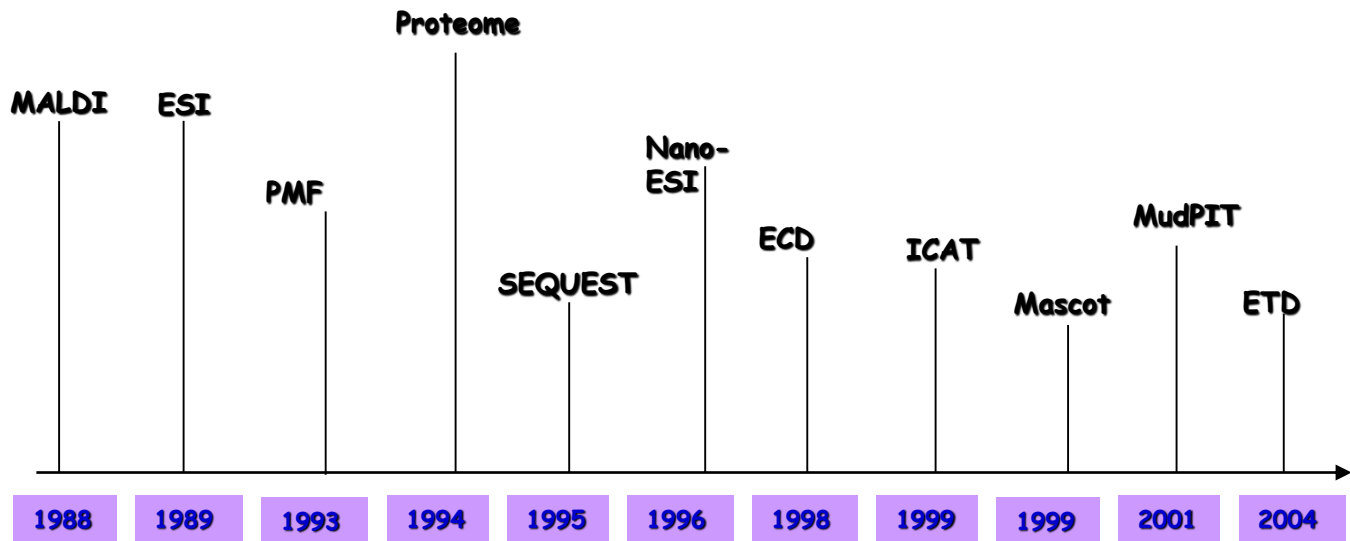 Proteome
MALDI
ESI
Nano-
ESI
PMF
MudPIT
ECD
ICAT
SEQUEST
Mascot
ETD
1988 1989 1993 1994 1995 1996 1998 1999 1999 2001 2004